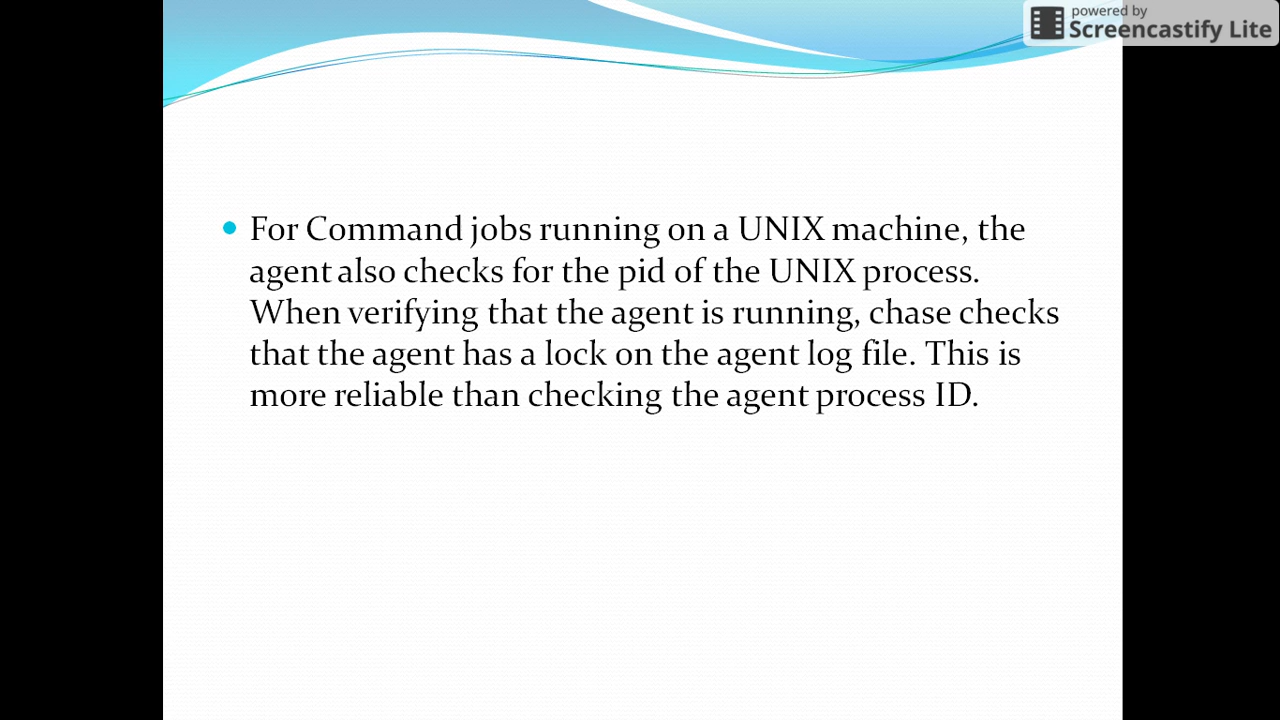 powered by
Screencastify Lite
For Command jobs running on a UNIX machine, the
agent also checks for the pid of the UNIX process.
When verifying that the agent is running, chase checks
that the agent has a lock on the agent log file. This is
more reliable than checking the agent process ID.